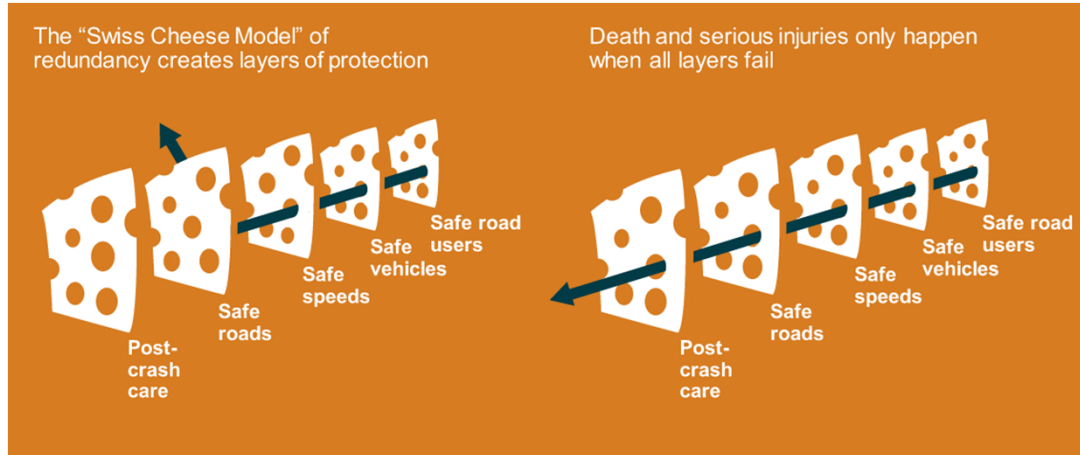 The “Swiss Cheese Model” of
redundancy creates layers of protection
Safe road
users
Safe
vehicles
Safe
speeds
Safe
roads
Post-
crash
care
Death and serious injuries only happen
when all layers fail
Safe road
users
Safe
vehicles
Safe
speeds
Safe
roads
Post-
crash
care